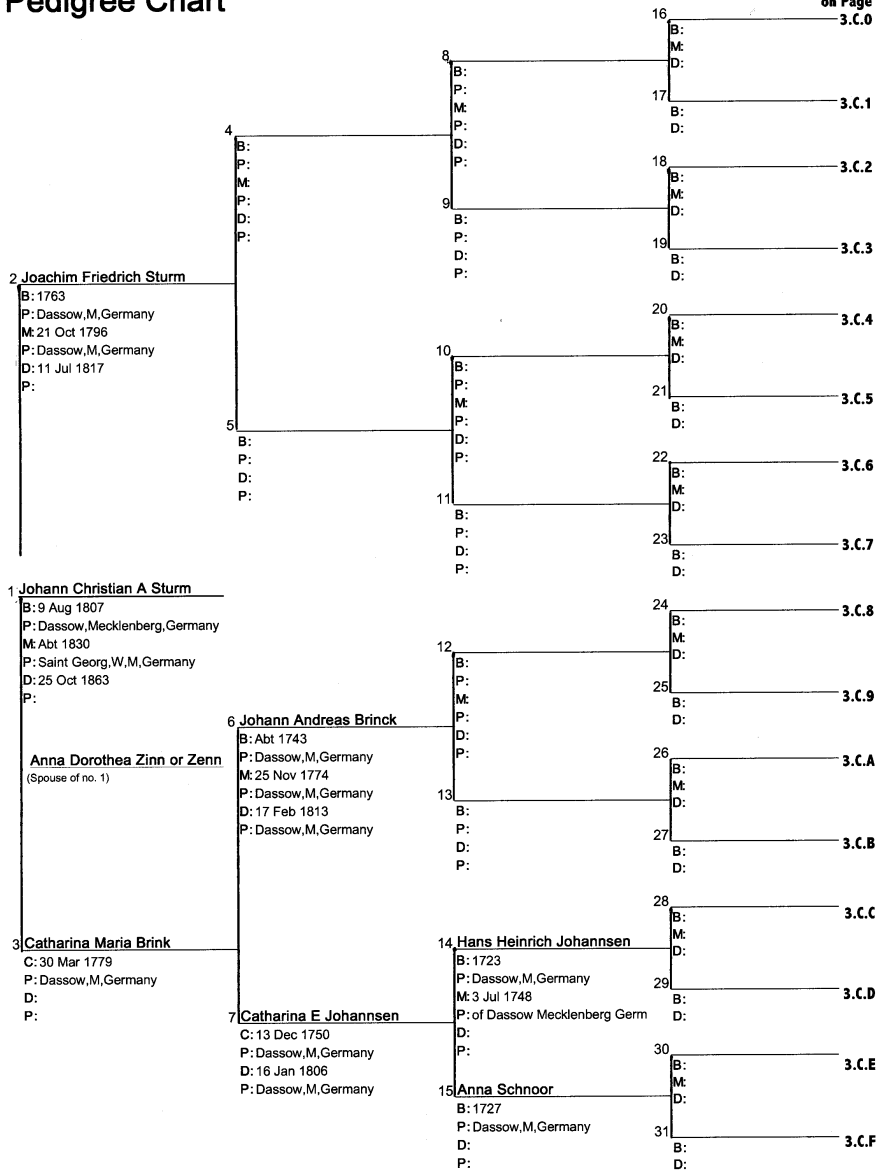 Pedigree Chart
on Page
16
3.C.0
B:
M:
D:
17
3.C.1
B:
D:
8
B:
P:
M:
P:
D:
P:
18
3.C.2
B:
M:
D:
9
B:
P:
D:
P:
19
3.C.3
B:
D:
4
B:
P:
M:
P:
D:
P:
2 Joachim Friedrich Sturm
B: 1763
P: Dassow,M,Germany
M: 21 Oct 1796
P: Dassow,M,Germany
D: 11 Jul 1817
P:
20
3.C.4
B:
M:
D:
10
B:
P:
M:
P:
D:
P:
21
3.C.5
B:
D:
5
B:
P:
D:
P:
22
3.C.6
B:
M:
D:
11
B:
P:
D:
P:
23
3.C.7
B:
D:
1 Johann Christian A Sturm
B: 9 Aug 1807
P: Dassow,Mecklenberg,Germany
M: Abt 1830
P: Saint Georg,W,M,Germany
D: 25 Oct 1863
P:
Anna Dorothea Zinn or Zenn
(Spouse of no. 1)
24
3.C.8
B:
M:
D:
12
B:
P:
M:
P:
D:
P:
25
3.C.9
B:
D:
6 Johann Andreas Brinck
B: Abt 1743
P: Dassow,M,Germany
M: 25 Nov 1774
P: Dassow,M,Germany
D: 17 Feb 1813
P: Dassow,M,Germany
26
3.C.A
B:
M:
D:
13
B:
P:
D:
P:
27
3.C.B
B:
D:
3 Catharina Maria Brink
C: 30 Mar 1779
P: Dassow,M,Germany
D:
P:
28
3.C.C
B:
M:
D:
14 Hans Heinrich Johannsen
B: 1723
P: Dassow,M,Germany
M: 3 Jul 1748
P: of Dassow Mecklenberg Germ
D:
P:
29
3.C.D
B:
D:
7 Catharina E Johannsen
C: 13 Dec 1750
P: Dassow,M,Germany
D: 16 Jan 1806
P: Dassow,M,Germany
30
3.C.E
B:
M:
D:
15 Anna Schnoor
B: 1727
P: Dassow,M,Germany
D:
P:
31
3.C.F
B:
D: